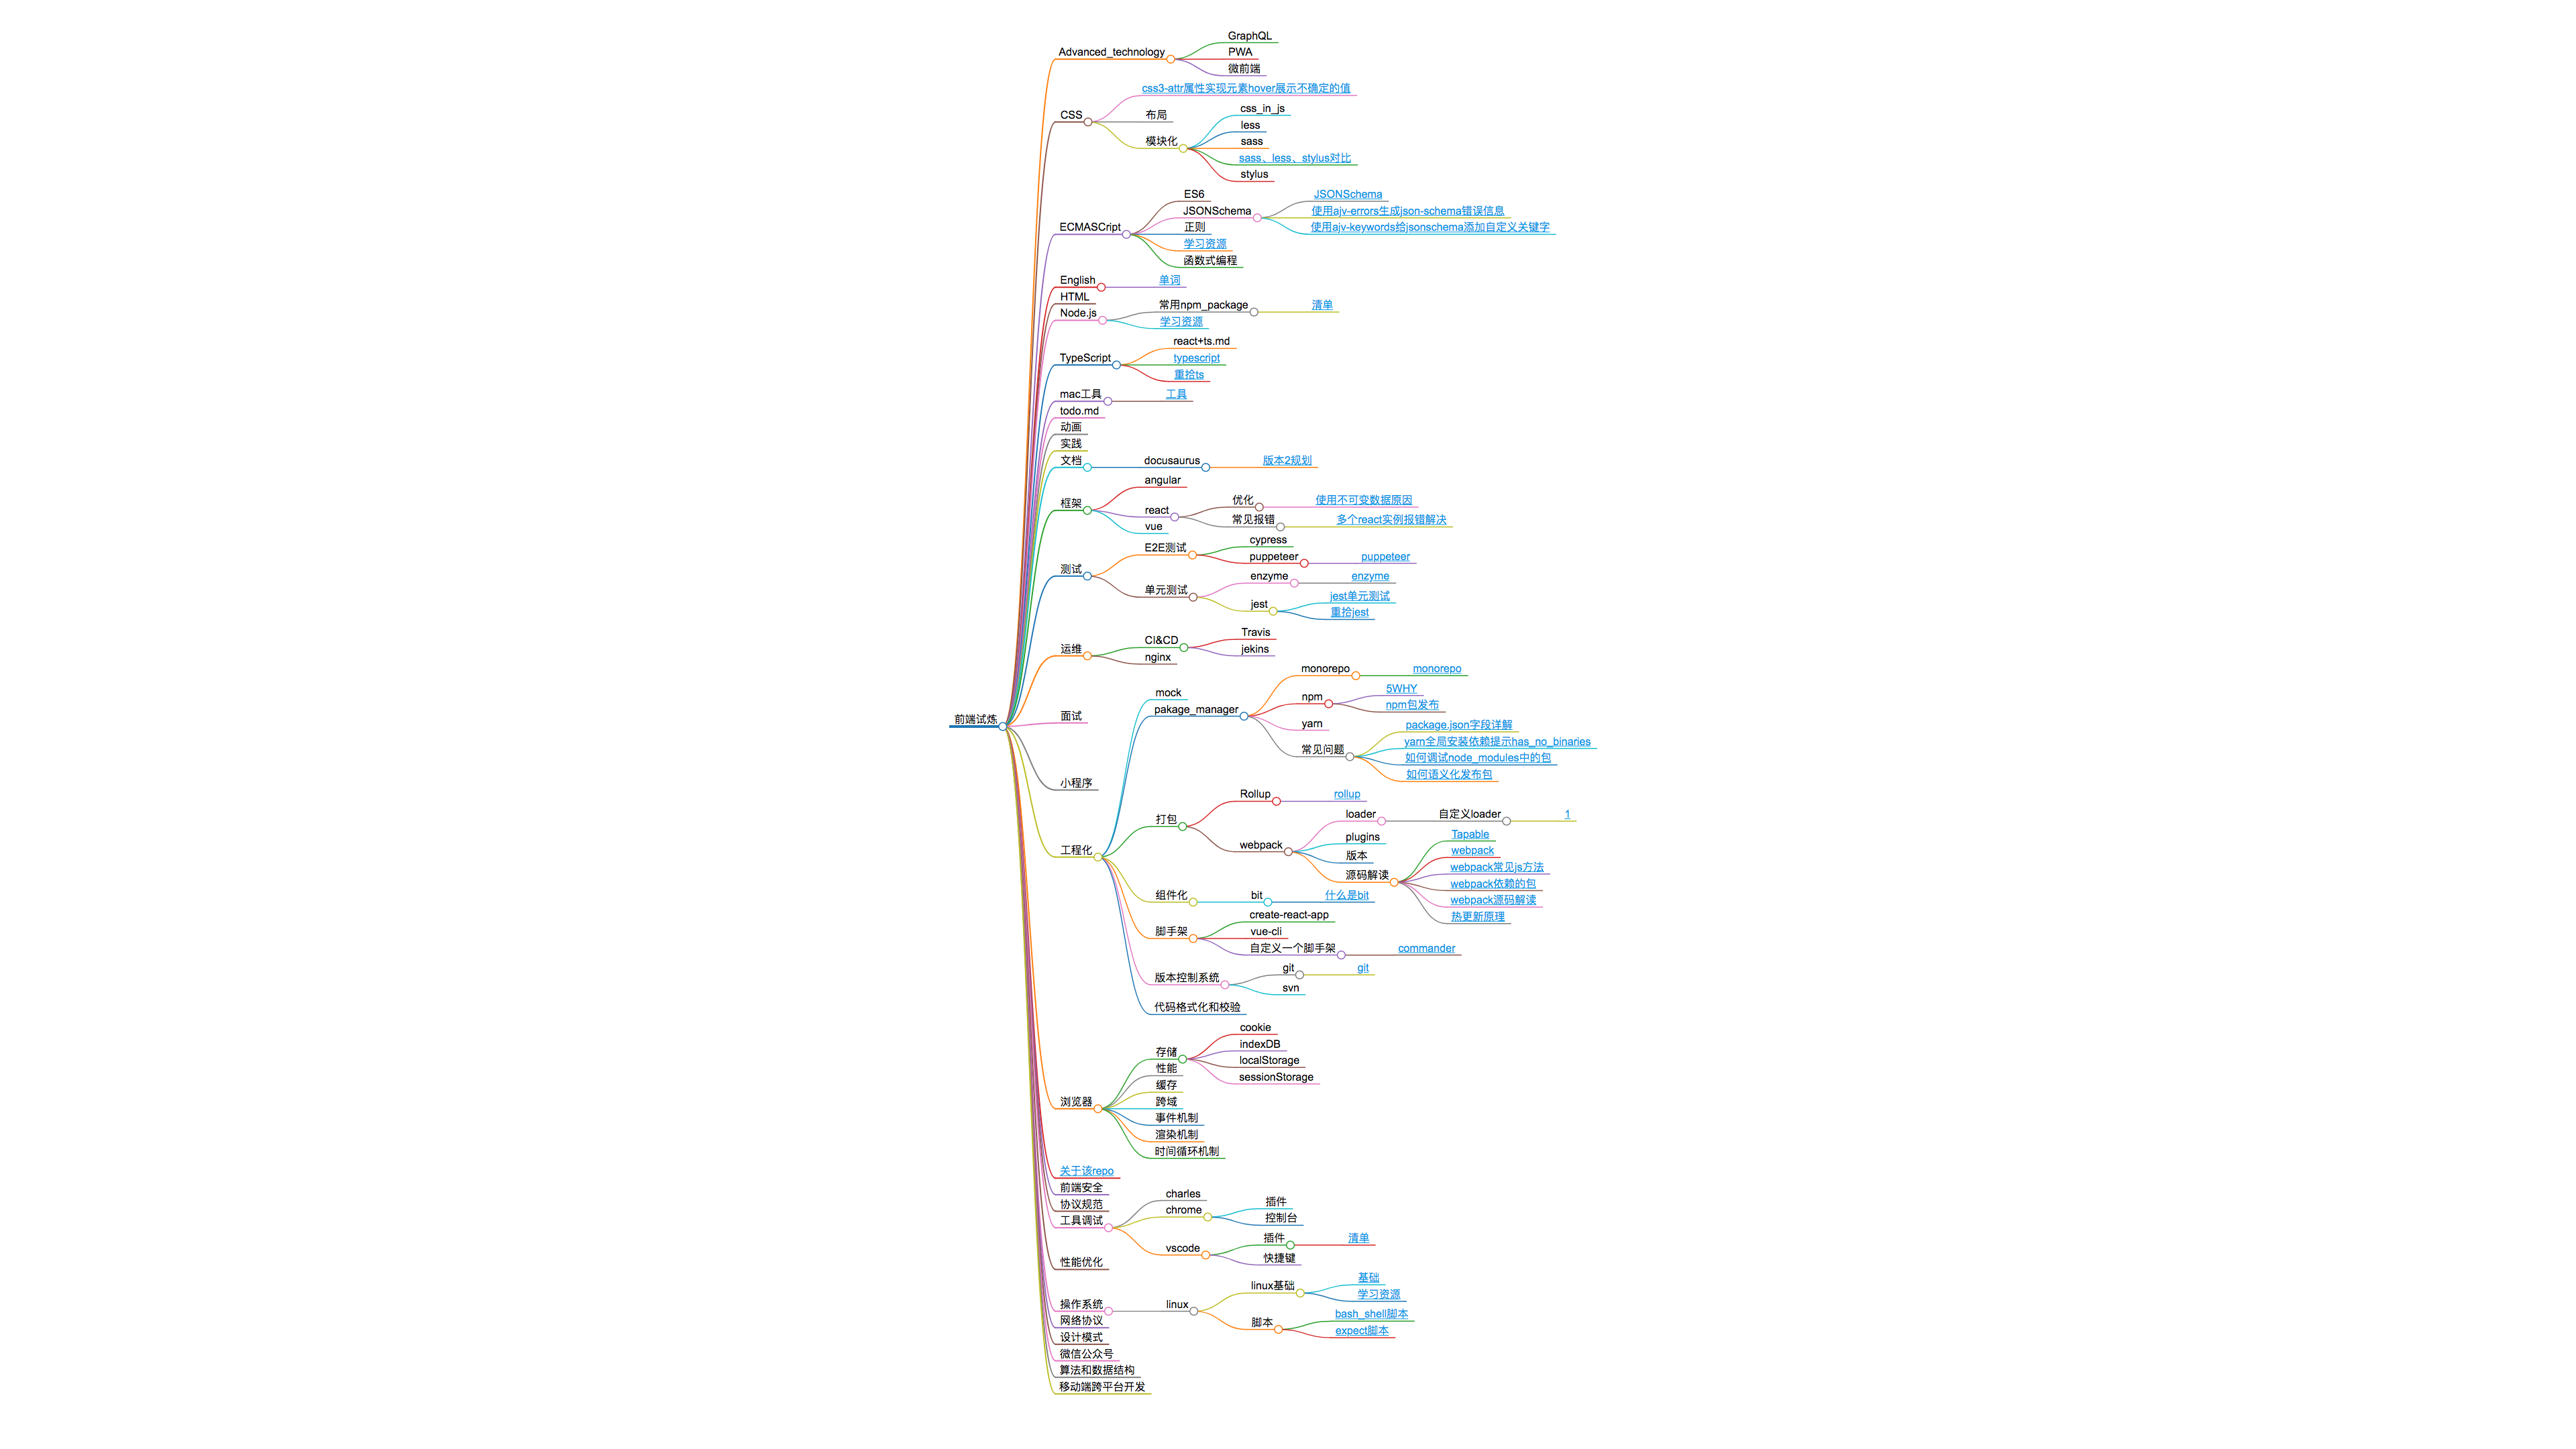 前端试炼
Advanced_technology
GraphQL
PWA
微前端
CSS
css3-attr属性实现元素hover展示不确定的值
布局
模块化
css_in_js
less
sass
sass、less、stylus对比
stylus
ECMASCript
ES6
JSONSchema
JSONSchema
使用ajv-errors生成json-schema错误信息
使用ajv-keywords给jsonschema添加自定义关键字
正则
学习资源
函数式编程
English
单词
HTML
Node.js
常用npm_package
清单
学习资源
TypeScript
react+ts.md
typescript
重拾ts
mac工具
工具
todo.md
动画
实践
文档
docusaurus
版本2规划
框架
angular
react
优化
使用不可变数据原因
常见报错
多个react实例报错解决
vue
测试
E2E测试
cypress
puppeteer
puppeteer
单元测试
enzyme
enzyme
jest
jest单元测试
重拾jest
运维
CI&CD
Travis
jekins
nginx
面试
小程序
工程化
mock
pakage_manager
monorepo
monorepo
npm
5WHY
npm包发布
yarn
常见问题
package.json字段详解
yarn全局安装依赖提示has_no_binaries
如何调试node_modules中的包
如何语义化发布包
打包
Rollup
rollup
webpack
loader
自定义loader
1
plugins
版本
源码解读
Tapable
webpack
webpack常见js方法
webpack依赖的包
webpack源码解读
热更新原理
组件化
bit
什么是bit
脚手架
create-react-app
vue-cli
自定义一个脚手架
commander
版本控制系统
git
git
svn
代码格式化和校验
浏览器
存储
cookie
indexDB
localStorage
sessionStorage
性能
缓存
跨域
事件机制
渲染机制
时间循环机制
关于该repo
前端安全
协议规范
工具调试
charles
chrome
插件
控制台
vscode
插件
清单
快捷键
性能优化
操作系统
linux
linux基础
基础
学习资源
脚本
bash_shell脚本
expect脚本
网络协议
设计模式
微信公众号
算法和数据结构
移动端跨平台开发